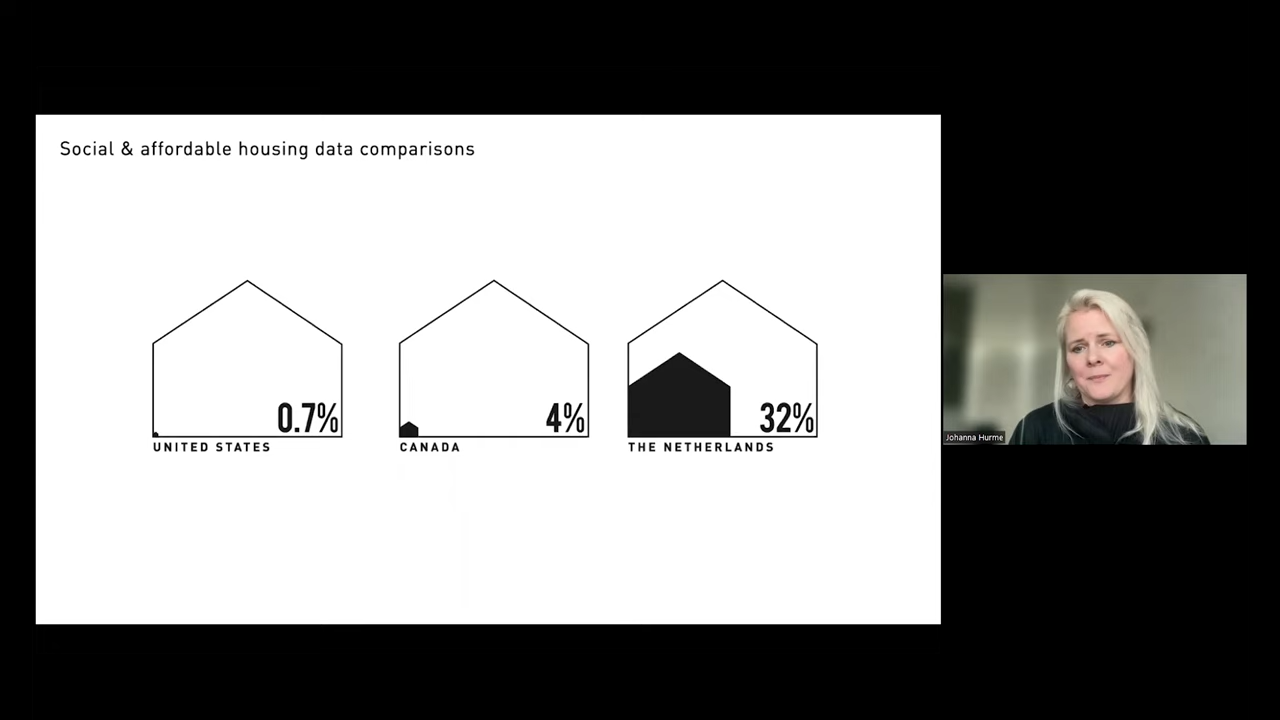 Social & affordable housing data comparisons
0.7%
UNITED STATES
4%
CANADA
32%
THE NETHERLANDS
Johanna Hurme